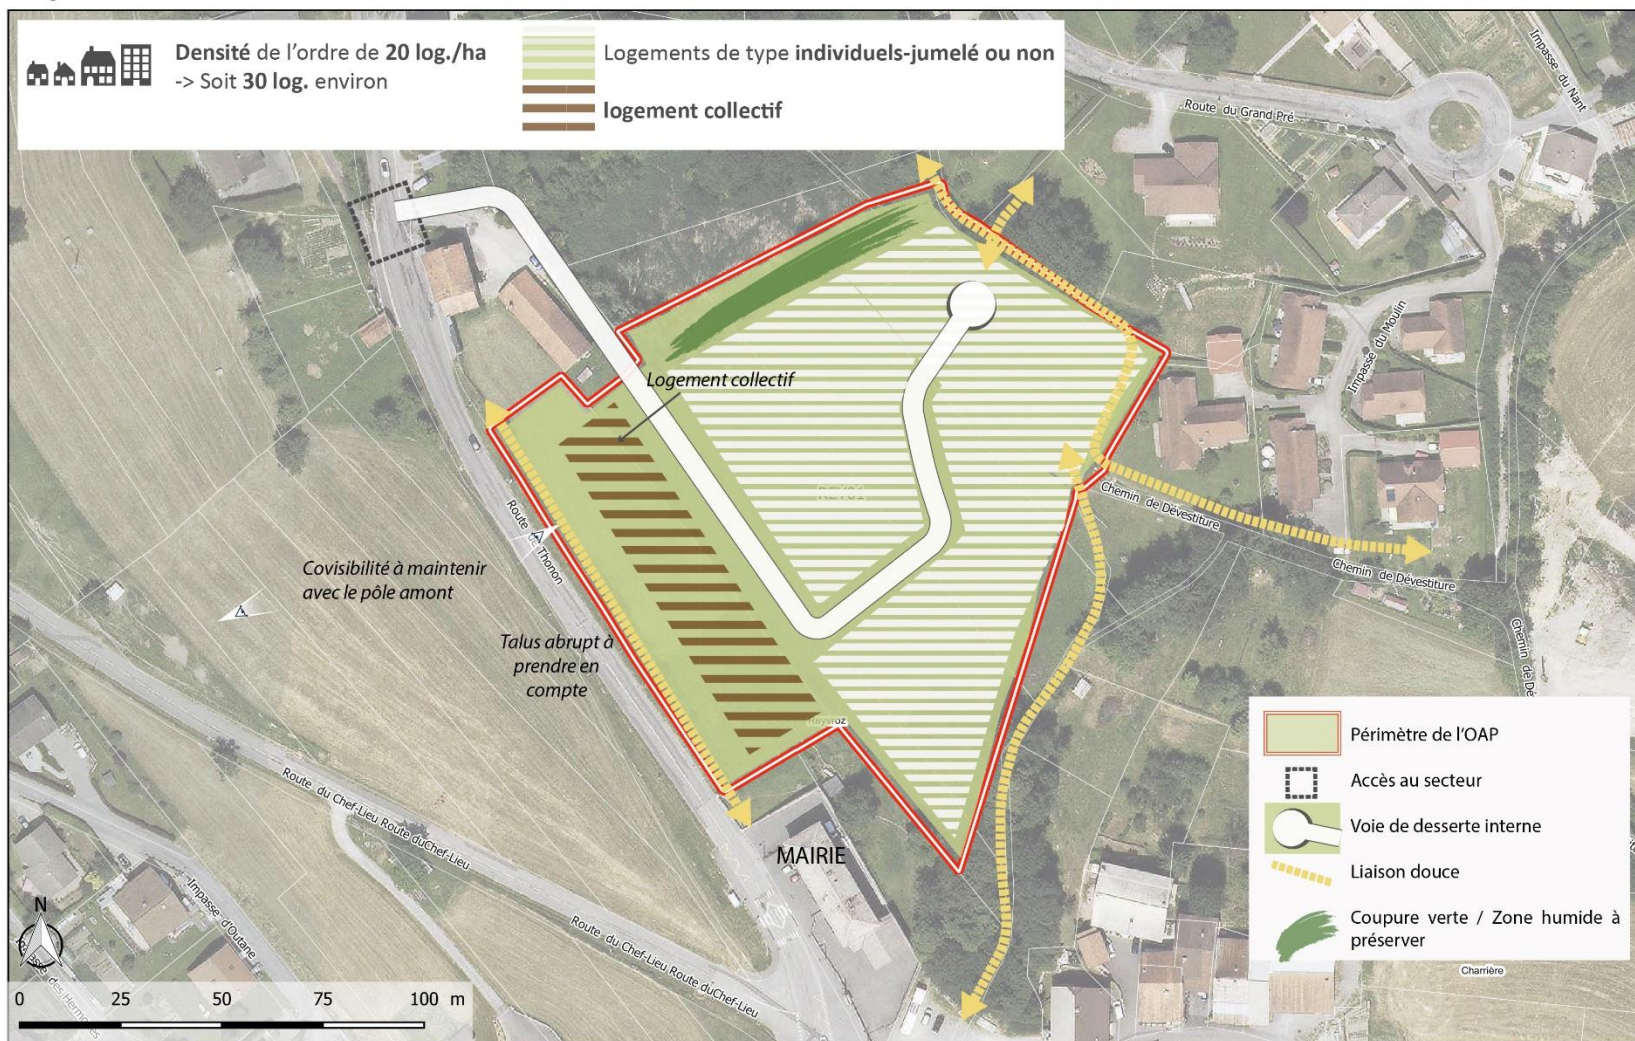 Densité de l'ordre de 20 log./ha
-> Soit 30 log. environ
Logements de type individuels-jumelé ou non
logement collectif
Impasse du Nant
Route du Grand Pré
Impasse du Moulin
Logement collectif
REY01
Chemin de Dévestiture
Chemin de Dévestiture
Route de Thonon
Covisibilité à maintenir
avec le pôle amont
Talus abrupt à
prendre en
compte
Reyvroz
MAIRIE
Route du Chef-Lieu Route duChef-Lieu
Route du Chef-Lieu Route duChef-Lieu
Impasse d'Outane
Périmètre de l'OAP
Accès au secteur
Voie de desserte interne
Liaison douce
Coupure verte / Zone humide à
préserver
Charrière
N
0 25 50 75 100 m